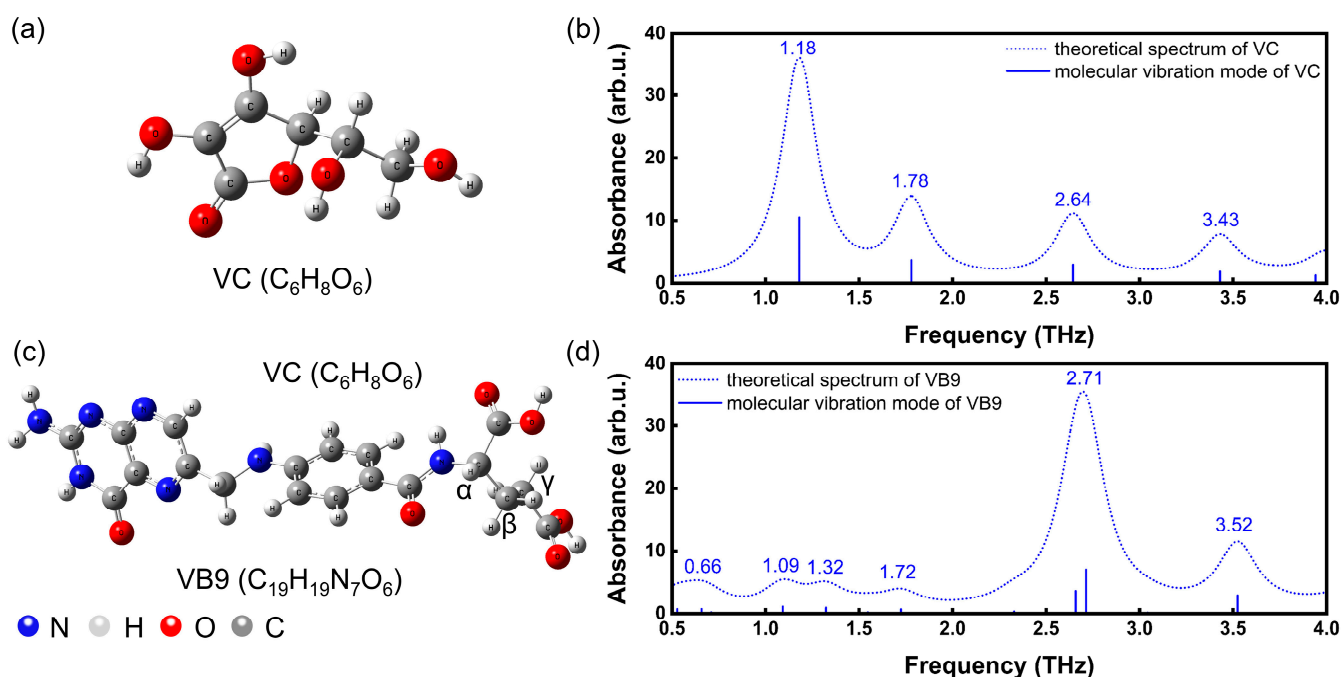 (a)
VC (C₆H₈O₆)
(b)
40
30
20
10
0
Absorbance (arb.u.)
1.18
1.78
2.64
3.43
theoretical spectrum of VC
molecular vibration mode of VC
0.5 1.0 1.5 2.0 2.5 3.0 3.5 4.0
Frequency (THz)
(c)
VC (C₆H₈O₆)
α
β
γ
VB9 (C₁₉H₁₉N₇O₆)
N H O C
(d)
40
30
20
10
0
Absorbance (arb.u.)
theoretical spectrum of VB9
molecular vibration mode of VB9
0.66
1.09
1.32
1.72
2.71
3.52
0.5 1.0 1.5 2.0 2.5 3.0 3.5 4.0
Frequency (THz)